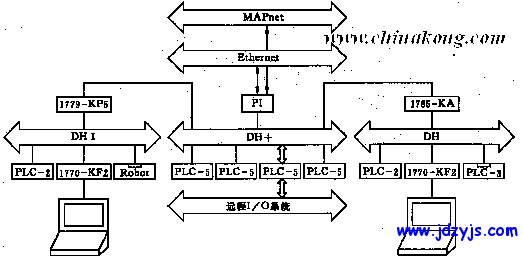 MAPnet
www.chinakong.com
Ethernet
1779-KP5
PI
1785-KA
DH I
DH+
DH
PLC-2
1770-KF2
Robot
PLC-5
PLC-5
PLC-5
PLC-5
PLC-2
1770-KF2
PLC-3
远程I/O系统
www.jdzyjs.com